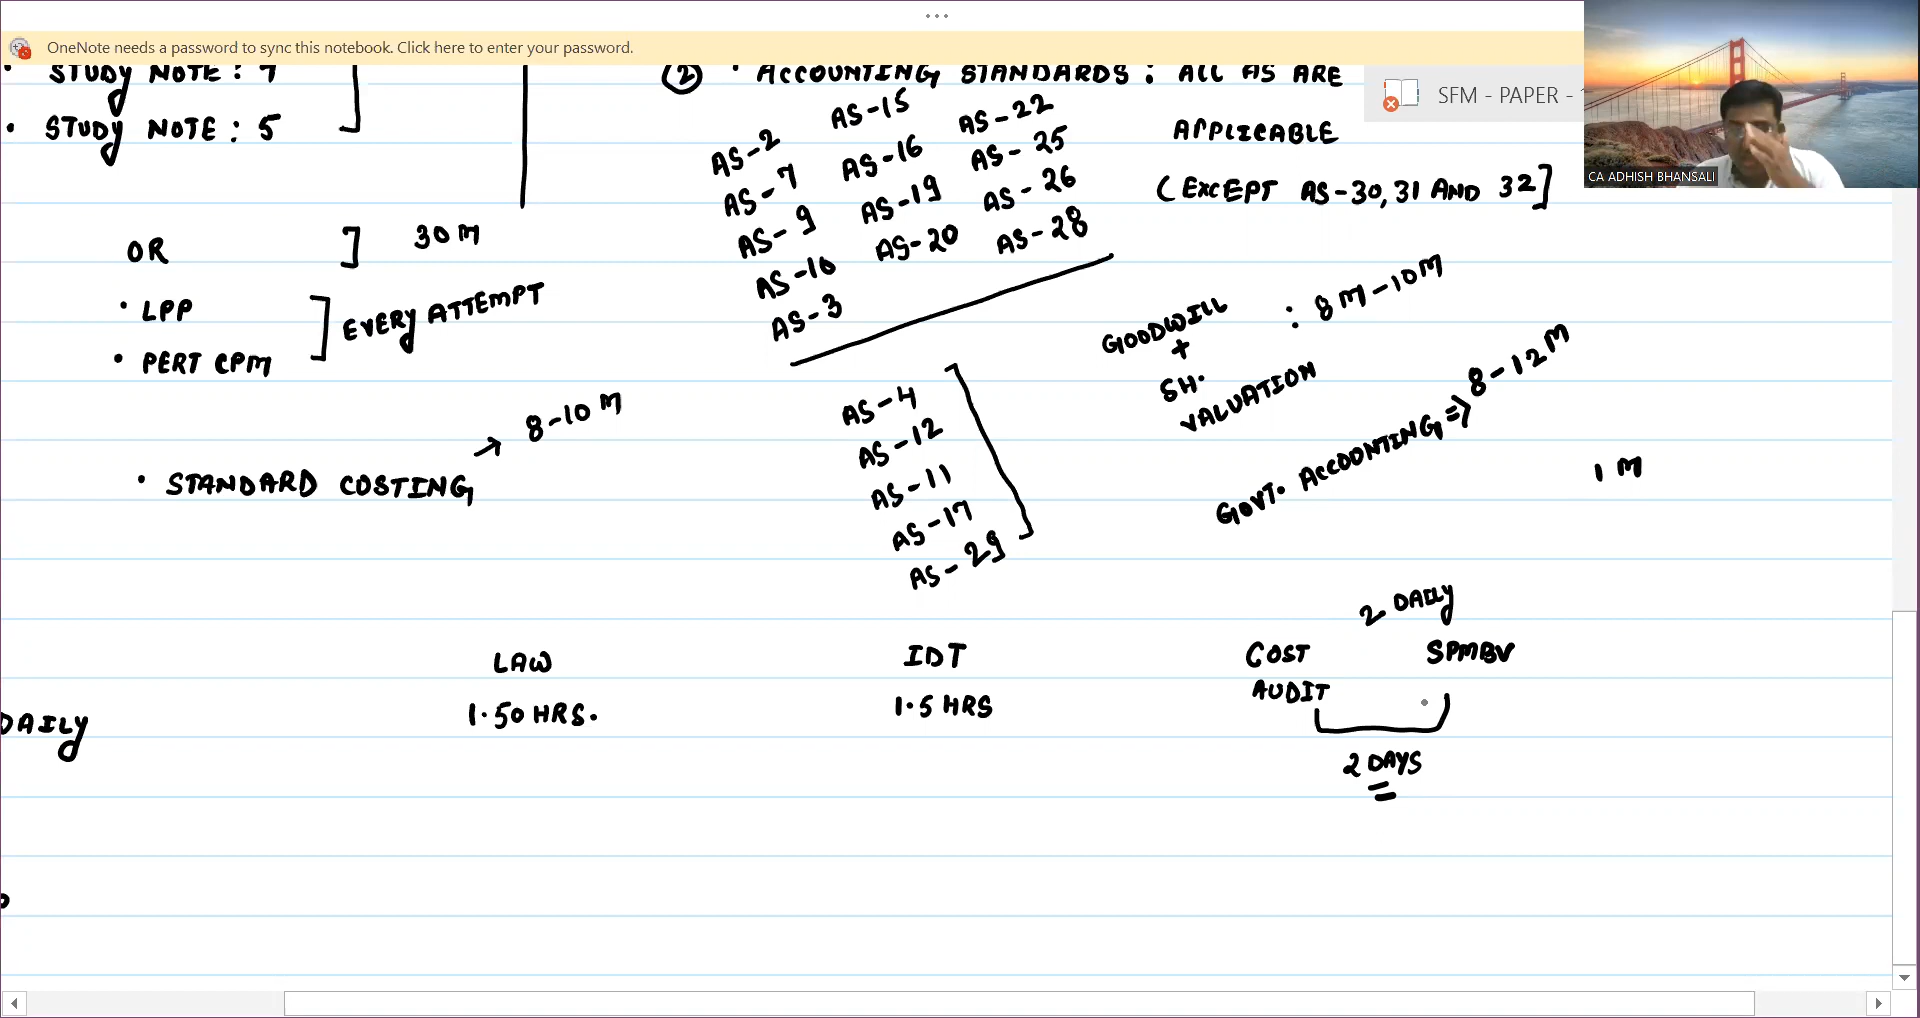 OneNote needs a password to sync this notebook. Click here to enter your password.
SFM - PAPER -
CA ADHISH BHANSALI
• STUDY NOTE : 7
• STUDY NOTE : 5
OR ] 30 M
• LPP
• PERT CPM ] EVERY ATTEMPT
• STANDARD COSTING → 8-10 M
② • ACCOUNTING STANDARDS : ALL AS ARE
APPLICABLE
(EXCEPT AS-30, 31 AND 32]
AS-2
AS-7
AS-9
AS-10
AS-3
AS-15
AS-16
AS-19
AS-20
AS-22
AS-25
AS-26
AS-28
AS-4
AS-12
AS-11
AS-17
AS-29
GOODWILL : 8M-10M
+
SH.
VALUATION
GOVT. ACCOONTING => 8-12 M
1 M
2 DAILY
LAW
IDT
COST
SPMBV
AUDIT
DAILY
1.50 HRS.
1.5 HRS
2 DAYS